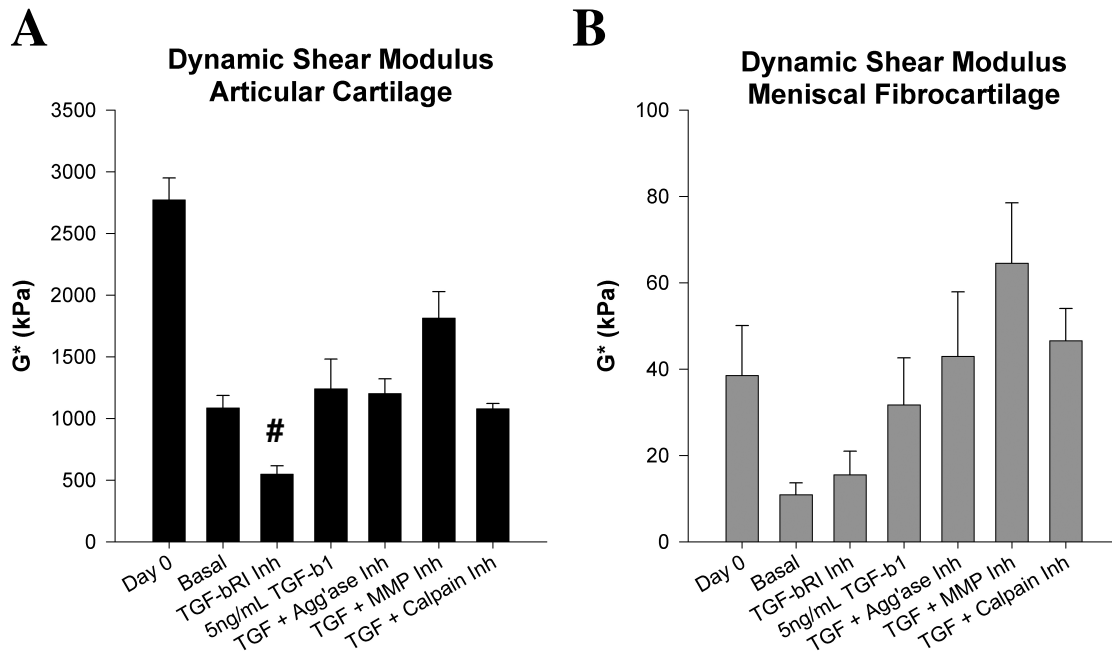 A
Dynamic Shear Modulus
Articular Cartilage
3500
3000
2500
2000
1500
1000
500
0
G* (kPa)
#
Day 0
Basal
TGF-bRI Inh
5ng/mL TGF-b1
TGF + Agg'ase Inh
TGF + MMP Inh
TGF + Calpain Inh
B
Dynamic Shear Modulus
Meniscal Fibrocartilage
100
80
60
40
20
0
G* (kPa)
Day 0
Basal
TGF-bRI Inh
5ng/mL TGF-b1
TGF + Agg'ase Inh
TGF + MMP Inh
TGF + Calpain Inh